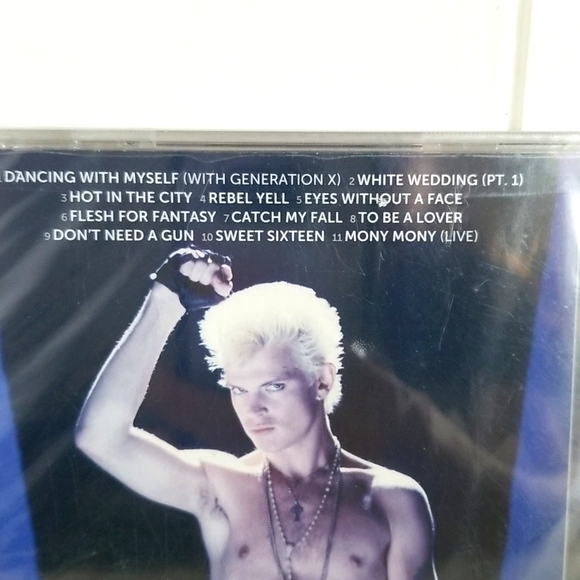 DANCING WITH MYSELF (WITH GENERATION X) 2 WHITE WEDDING (PT. 1)
3 HOT IN THE CITY 4 REBEL YELL 5 EYES WITHOUT A FACE
6 FLESH FOR FANTASY 7 CATCH MY FALL 8 TO BE A LOVER
9 DON'T NEED A GUN 10 SWEET SIXTEEN 11 MONY MONY (LIVE)